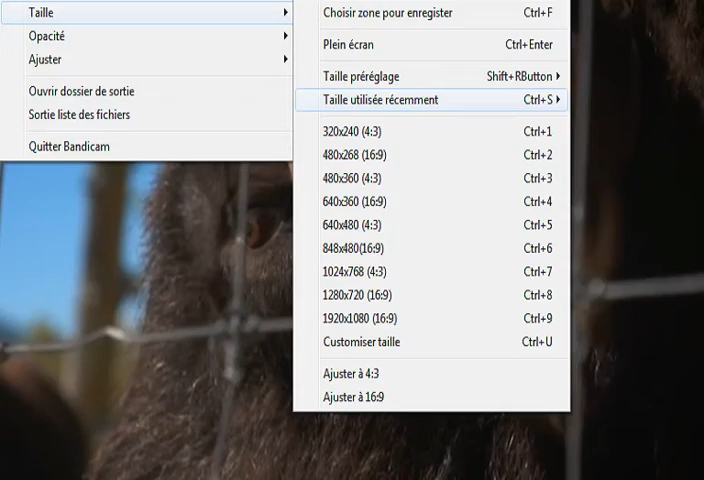 Taille
Opacité
Ajuster
Ouvrir dossier de sortie
Sortie liste des fichiers
Quitter Bandicam
Choisir zone pour enregister Ctrl+F
Plein écran Ctrl+Enter
Taille préréglage Shift+RButton
Taille utilisée récemment Ctrl+S
320x240 (4:3) Ctrl+1
480x268 (16:9) Ctrl+2
480x360 (4:3) Ctrl+3
640x360 (16:9) Ctrl+4
640x480 (4:3) Ctrl+5
848x480(16:9) Ctrl+6
1024x768 (4:3) Ctrl+7
1280x720 (16:9) Ctrl+8
1920x1080 (16:9) Ctrl+9
Customiser taille Ctrl+U
Ajuster à 4:3
Ajuster à 16:9